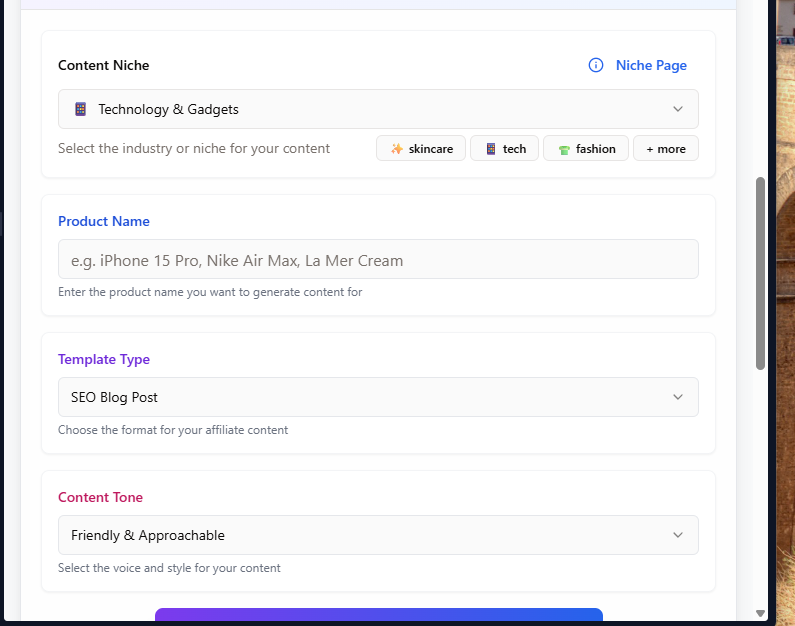 Content Niche
Niche Page
Technology & Gadgets
Select the industry or niche for your content
skincare
tech
fashion
+ more
Product Name
e.g. iPhone 15 Pro, Nike Air Max, La Mer Cream
Enter the product name you want to generate content for
Template Type
SEO Blog Post
Choose the format for your affiliate content
Content Tone
Friendly & Approachable
Select the voice and style for your content